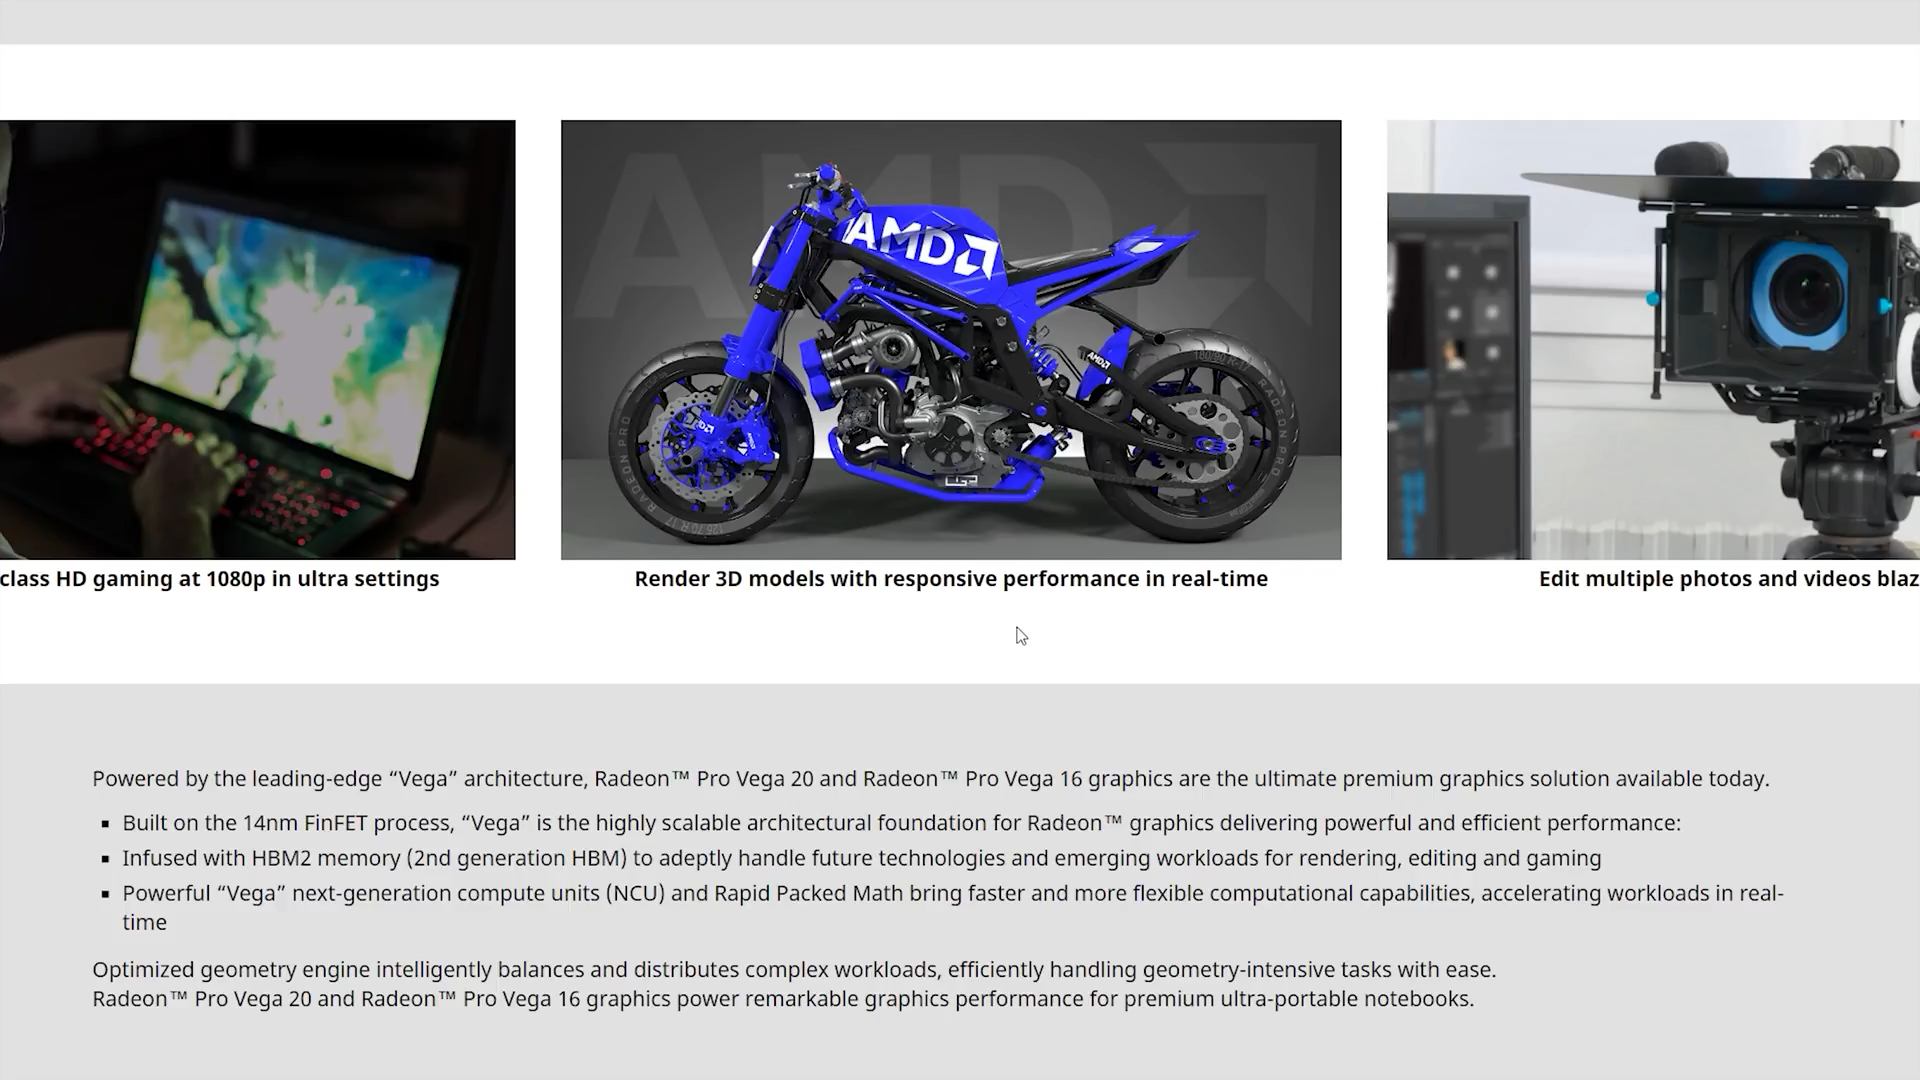 AMD
AMD
AMD
RADEON PRO
RADEON PRO
class HD gaming at 1080p in ultra settings
Render 3D models with responsive performance in real-time
Edit multiple photos and videos blaz
Powered by the leading-edge “Vega” architecture, Radeon™ Pro Vega 20 and Radeon™ Pro Vega 16 graphics are the ultimate premium graphics solution available today.
▪ Built on the 14nm FinFET process, “Vega” is the highly scalable architectural foundation for Radeon™ graphics delivering powerful and efficient performance:
▪ Infused with HBM2 memory (2nd generation HBM) to adeptly handle future technologies and emerging workloads for rendering, editing and gaming
▪ Powerful “Vega” next-generation compute units (NCU) and Rapid Packed Math bring faster and more flexible computational capabilities, accelerating workloads in real-
time
Optimized geometry engine intelligently balances and distributes complex workloads, efficiently handling geometry-intensive tasks with ease.
Radeon™ Pro Vega 20 and Radeon™ Pro Vega 16 graphics power remarkable graphics performance for premium ultra-portable notebooks.